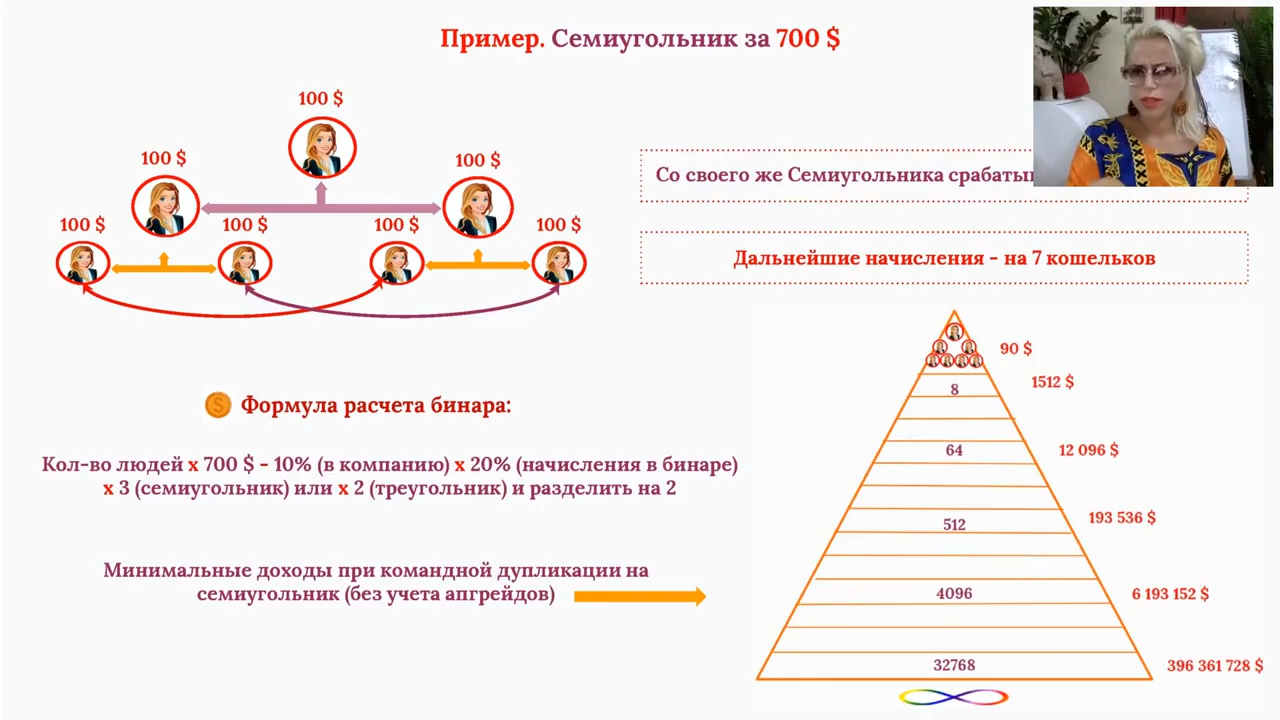 Пример. Семиугольник за 700 $
100 $
100 $
100 $
100 $
100 $
100 $
100 $
Со своего же Семиугольника
Дальнейшие начисления - на 7 кошельков
Формула расчета бинара:
Кол-во людей x 700 $ - 10% (в компанию) x 20% (начисления в бинаре)
x 3 (семиугольник) или x 2 (треугольник) и разделить на 2
Минимальные доходы при командной дупликации на
семиугольник (без учета апгрейдов)
90 $
1512 $
8
64
12 096 $
512
193 536 $
4096
6 193 152 $
32768
396 361 728 $